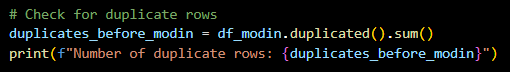 # Check for duplicate rows
duplicates_before_modin = df_modin.duplicated().sum()
print(f"Number of duplicate rows: {duplicates_before_modin}")